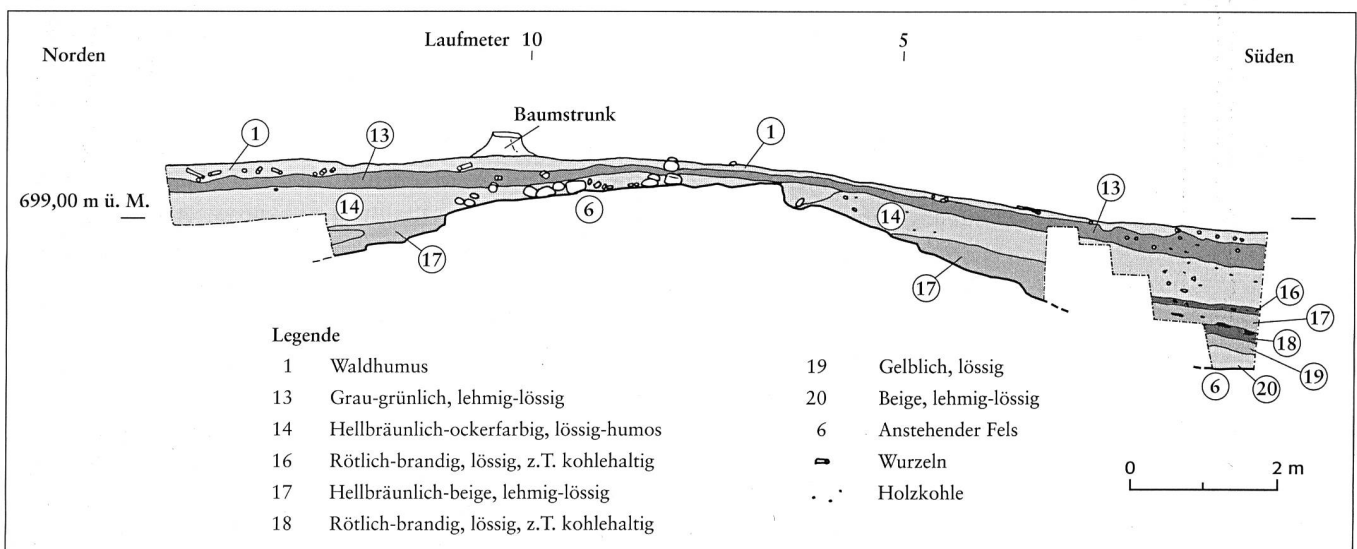 Norden
Laufmeter 10
5
Süden
Baumstrunk
1
13
1
699,00 m ü. M.
14
6
14
13
17
17
16
17
18
19
6
20
Legende
1 Waldhumus
13 Grau-grünlich, lehmig-lössig
14 Hellbräunlich-ockerfarbig, lössig-humos
16 Rötlich-brandig, lössig, z.T. kohlehaltig
17 Hellbräunlich-beige, lehmig-lössig
18 Rötlich-brandig, lössig, z.T. kohlehaltig
19 Gelblich, lössig
20 Beige, lehmig-lössig
6 Anstehender Fels
Wurzeln
Holzkohle
0 2 m